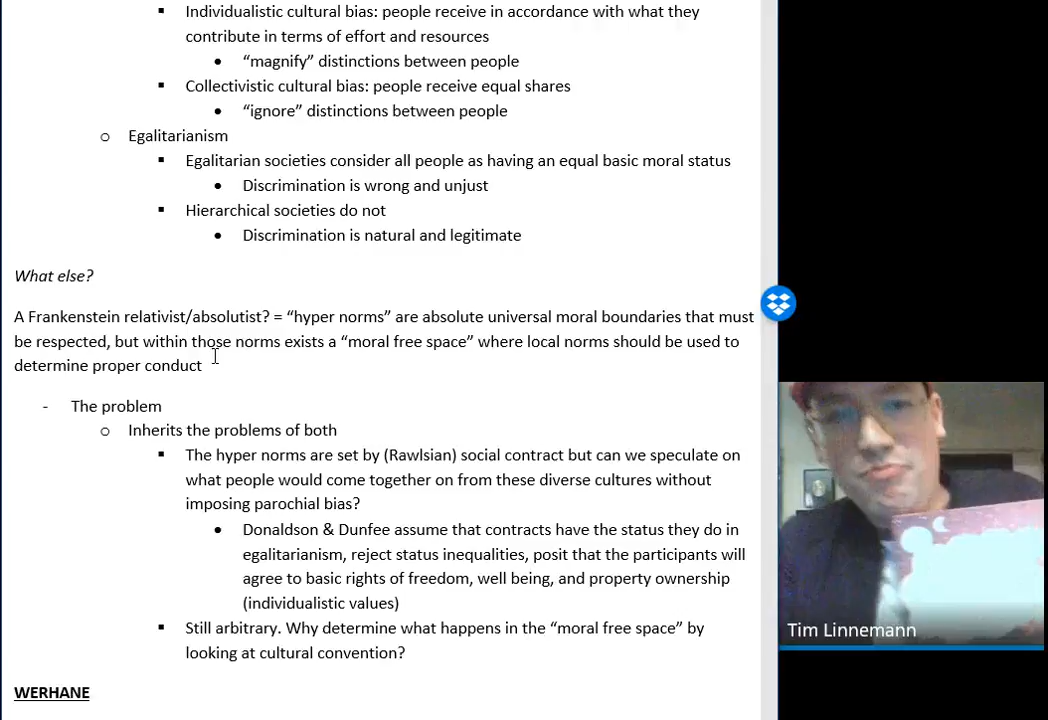 ▪ Individualistic cultural bias: people receive in accordance with what they
contribute in terms of effort and resources
• “magnify” distinctions between people
▪ Collectivistic cultural bias: people receive equal shares
• “ignore” distinctions between people
o Egalitarianism
▪ Egalitarian societies consider all people as having an equal basic moral status
• Discrimination is wrong and unjust
▪ Hierarchical societies do not
• Discrimination is natural and legitimate
What else?
A Frankenstein relativist/absolutist? = “hyper norms” are absolute universal moral boundaries that must
be respected, but within those norms exists a “moral free space” where local norms should be used to
determine proper conduct
- The problem
o Inherits the problems of both
▪ The hyper norms are set by (Rawlsian) social contract but can we speculate on
what people would come together on from these diverse cultures without
imposing parochial bias?
• Donaldson & Dunfee assume that contracts have the status they do in
egalitarianism, reject status inequalities, posit that the participants will
agree to basic rights of freedom, well being, and property ownership
(individualistic values)
▪ Still arbitrary. Why determine what happens in the “moral free space” by
looking at cultural convention?
WERHANE
Tim Linnemann